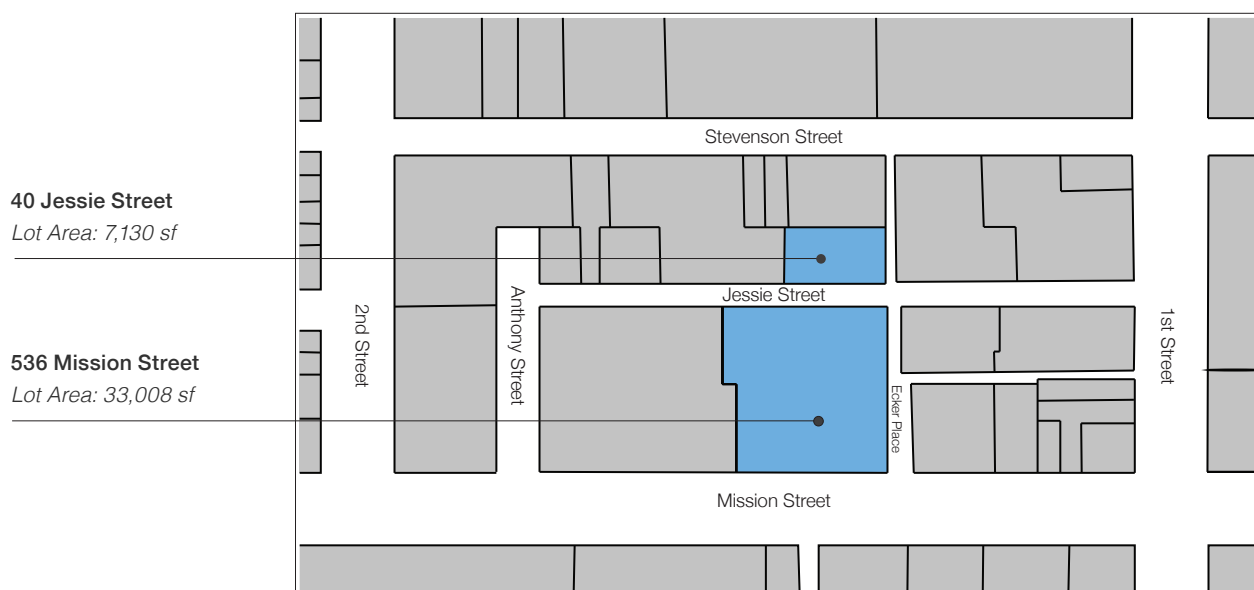 Stevenson Street
40 Jessie Street
Lot Area: 7,130 sf
Jessie Street
Anthony Street
2nd Street
1st Street
536 Mission Street
Lot Area: 33,008 sf
Ecker Place
Mission Street